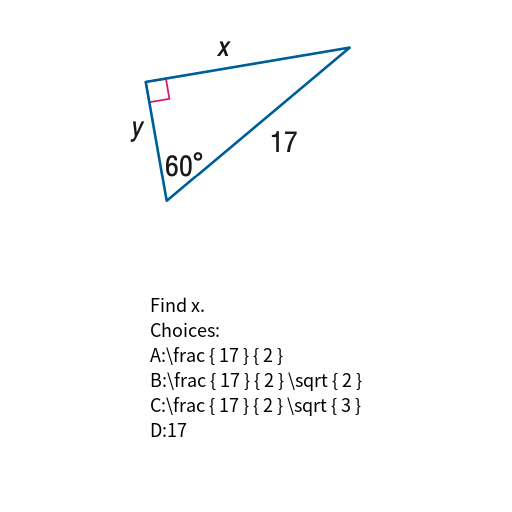 x
y
60°
17
Find x.
Choices:
A:\frac { 17 } { 2 }
B:\frac { 17 } { 2 } \sqrt { 2 }
C:\frac { 17 } { 2 } \sqrt { 3 }
D:17